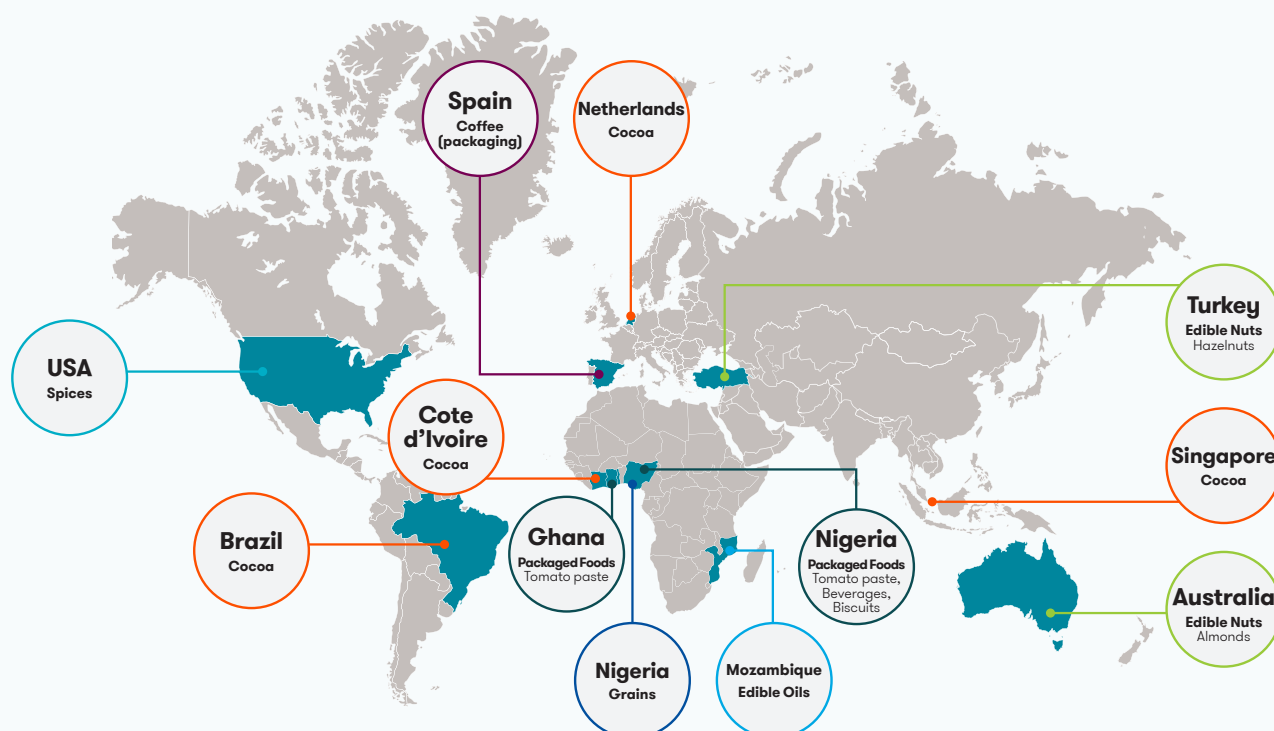 Spain
Coffee
(packaging)
Netherlands
Cocoa
Turkey
Edible Nuts
Hazelnuts
USA
Spices
Cote
d'Ivoire
Cocoa
Singapore
Cocoa
Brazil
Cocoa
Ghana
Packaged Foods
Tomato paste
Nigeria
Packaged Foods
Tomato paste,
Beverages,
Biscuits
Australia
Edible Nuts
Almonds
Nigeria
Grains
Mozambique
Edible Oils